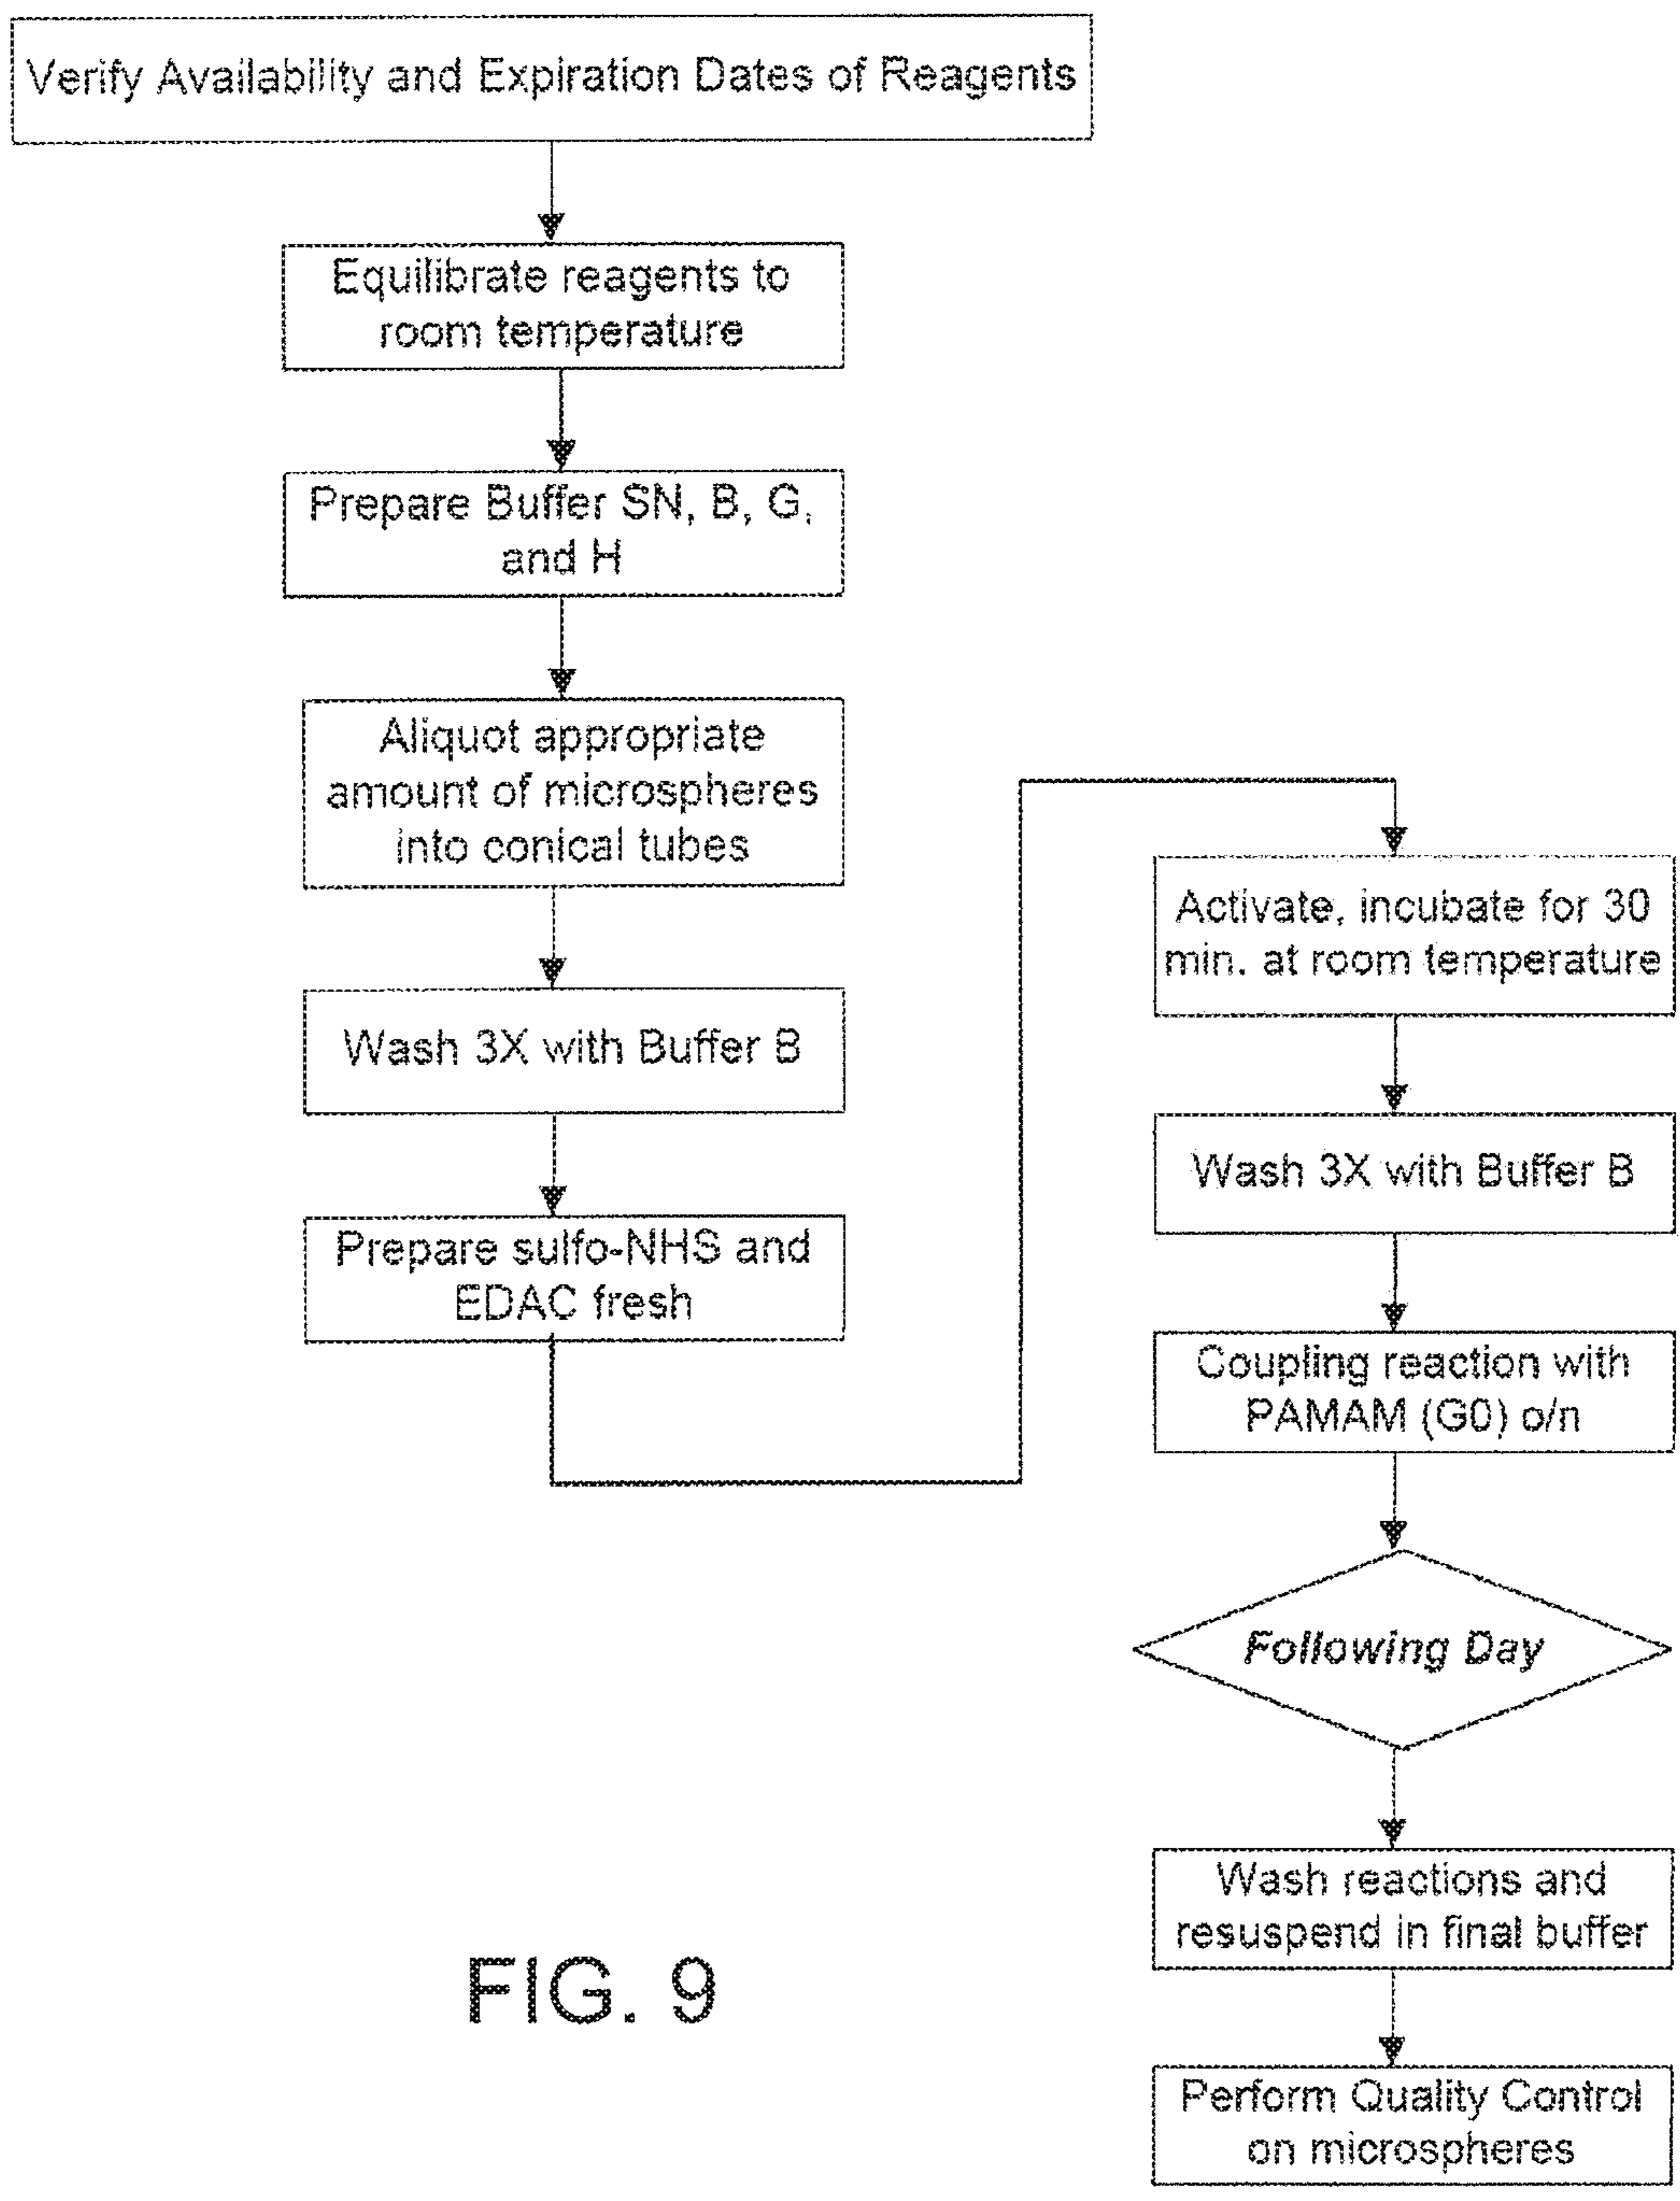 Verify Availability and Expiration Dates of Reagents
Equilibrate reagents to
room temperature
Prepare Buffer SN, B, G,
and H
Aliquot appropriate
amount of microspheres
into conical tubes
Wash 3X with Buffer B
Prepare sulfo-NHS and
EDAC fresh
Activate, incubate for 30
min. at room temperature
Wash 3X with Buffer B
Coupling reaction with
PAMAM (G0) o/n
Following Day
Wash reactions and
resuspend in final buffer
Perform Quality Control
on microspheres
FIG. 9